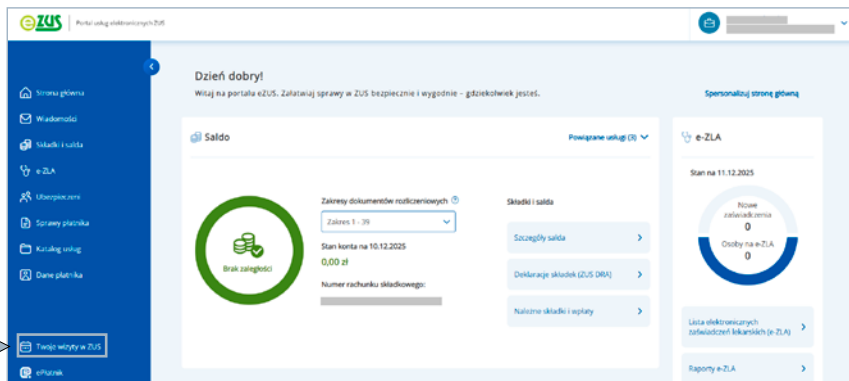 eZUS Portal usług elektronicznych ZUS
Strona główna
Wiadomości
Składki i salda
e-ZLA
Ubezpieczeni
Sprawy płatnika
Katalog usług
Dane płatnika
Twoje wizyty w ZUS
ePłatnik
Dzień dobry!
Witaj na portalu eZUS. Załatwiaj sprawy w ZUS bezpiecznie i wygodnie – gdziekolwiek jesteś.
Spersonalizuj stronę główną
Saldo
Powiązane usługi (3)
Brak zaległości
Zakresy dokumentów rozliczeniowych
Zakres 1 - 39
Stan konta na 10.12.2025
0,00 zł
Numer rachunku składkowego:
Składki i salda
Szczegóły salda
Deklaracje składek (ZUS DRA)
Należne składki i wpłaty
e-ZLA
Stan na 11.12.2025
Nowe
zaświadczenia
0
Osoby na e-ZLA
0
Lista elektronicznych
zaświadczeń lekarskich (e-ZLA)
Raporty e-ZLA